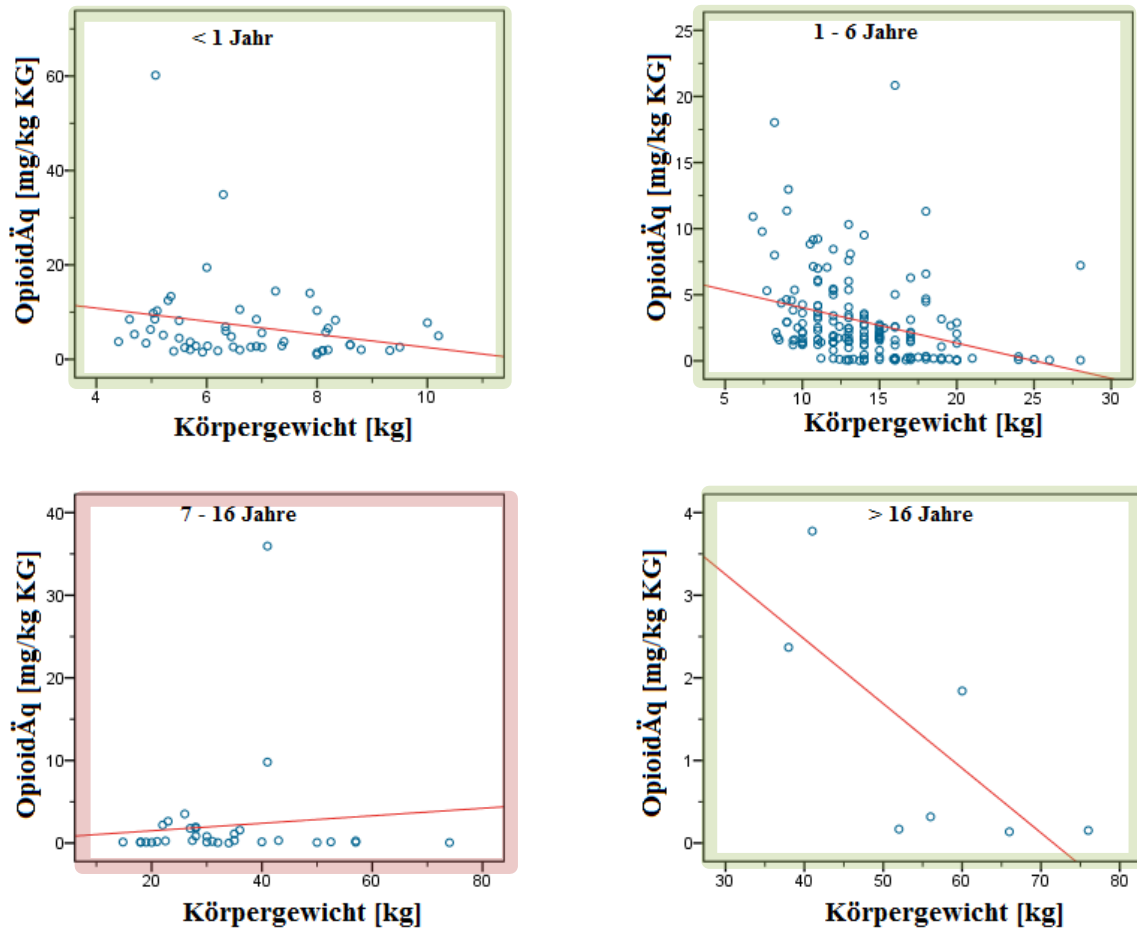 < 1 Jahr
OpioidÄq [mg/kg KG]
60
40
20
0
4 6 8 10
Körpergewicht [kg]
1 - 6 Jahre
OpioidÄq [mg/kg KG]
25
20
15
10
5
0
5 10 15 20 25 30
Körpergewicht [kg]
7 - 16 Jahre
OpioidÄq [mg/kg KG]
40
30
20
10
0
20 40 60 80
Körpergewicht [kg]
> 16 Jahre
OpioidÄq [mg/kg KG]
4
3
2
1
0
30 40 50 60 70 80
Körpergewicht [kg]